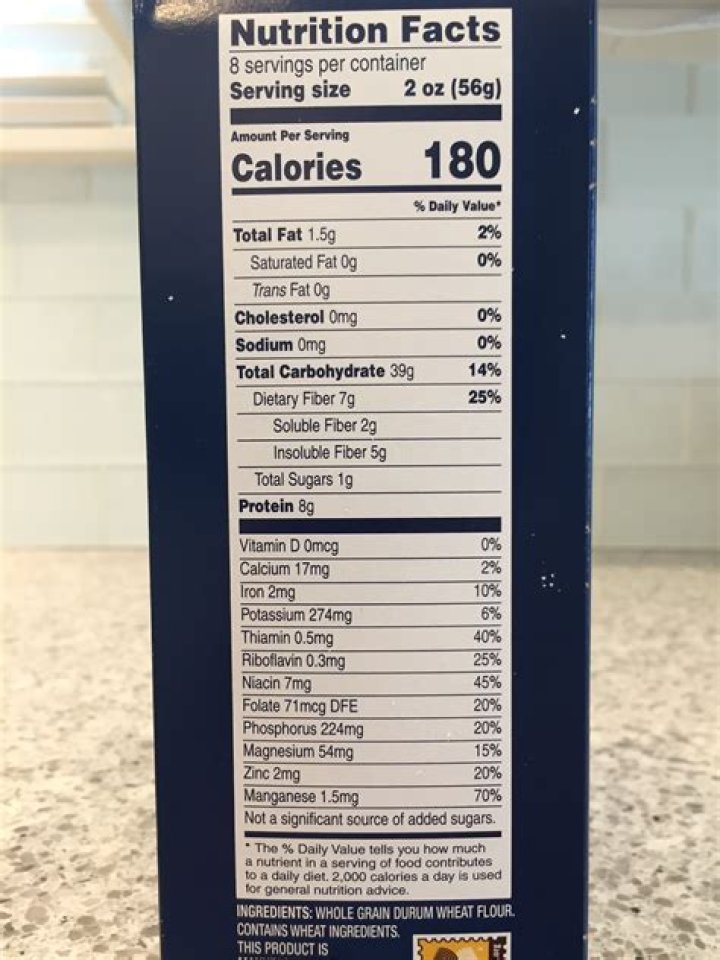 Nutrition Facts
8 servings per container
Serving size 2 oz (56g)
Amount Per Serving
Calories 180
% Daily Value*
Total Fat 1.5g 2%
Saturated Fat 0g 0%
Trans Fat 0g
Cholesterol 0mg 0%
Sodium 0mg 0%
Total Carbohydrate 39g 14%
Dietary Fiber 7g 25%
Soluble Fiber 2g
Insoluble Fiber 5g
Total Sugars 1g
Protein 8g
Vitamin D 0mcg 0%
Calcium 17mg 2%
Iron 2mg 10%
Potassium 274mg 6%
Thiamin 0.5mg 40%
Riboflavin 0.3mg 25%
Niacin 7mg 45%
Folate 71mcg DFE 20%
Phosphorus 224mg 20%
Magnesium 54mg 15%
Zinc 2mg 20%
Manganese 1.5mg 70%
Not a significant source of added sugars.
* The % Daily Value tells you how much
a nutrient in a serving of food contributes
to a daily diet. 2,000 calories a day is used
for general nutrition advice.
INGREDIENTS: WHOLE GRAIN DURUM WHEAT FLOUR.
CONTAINS WHEAT INGREDIENTS.
THIS PRODUCT IS